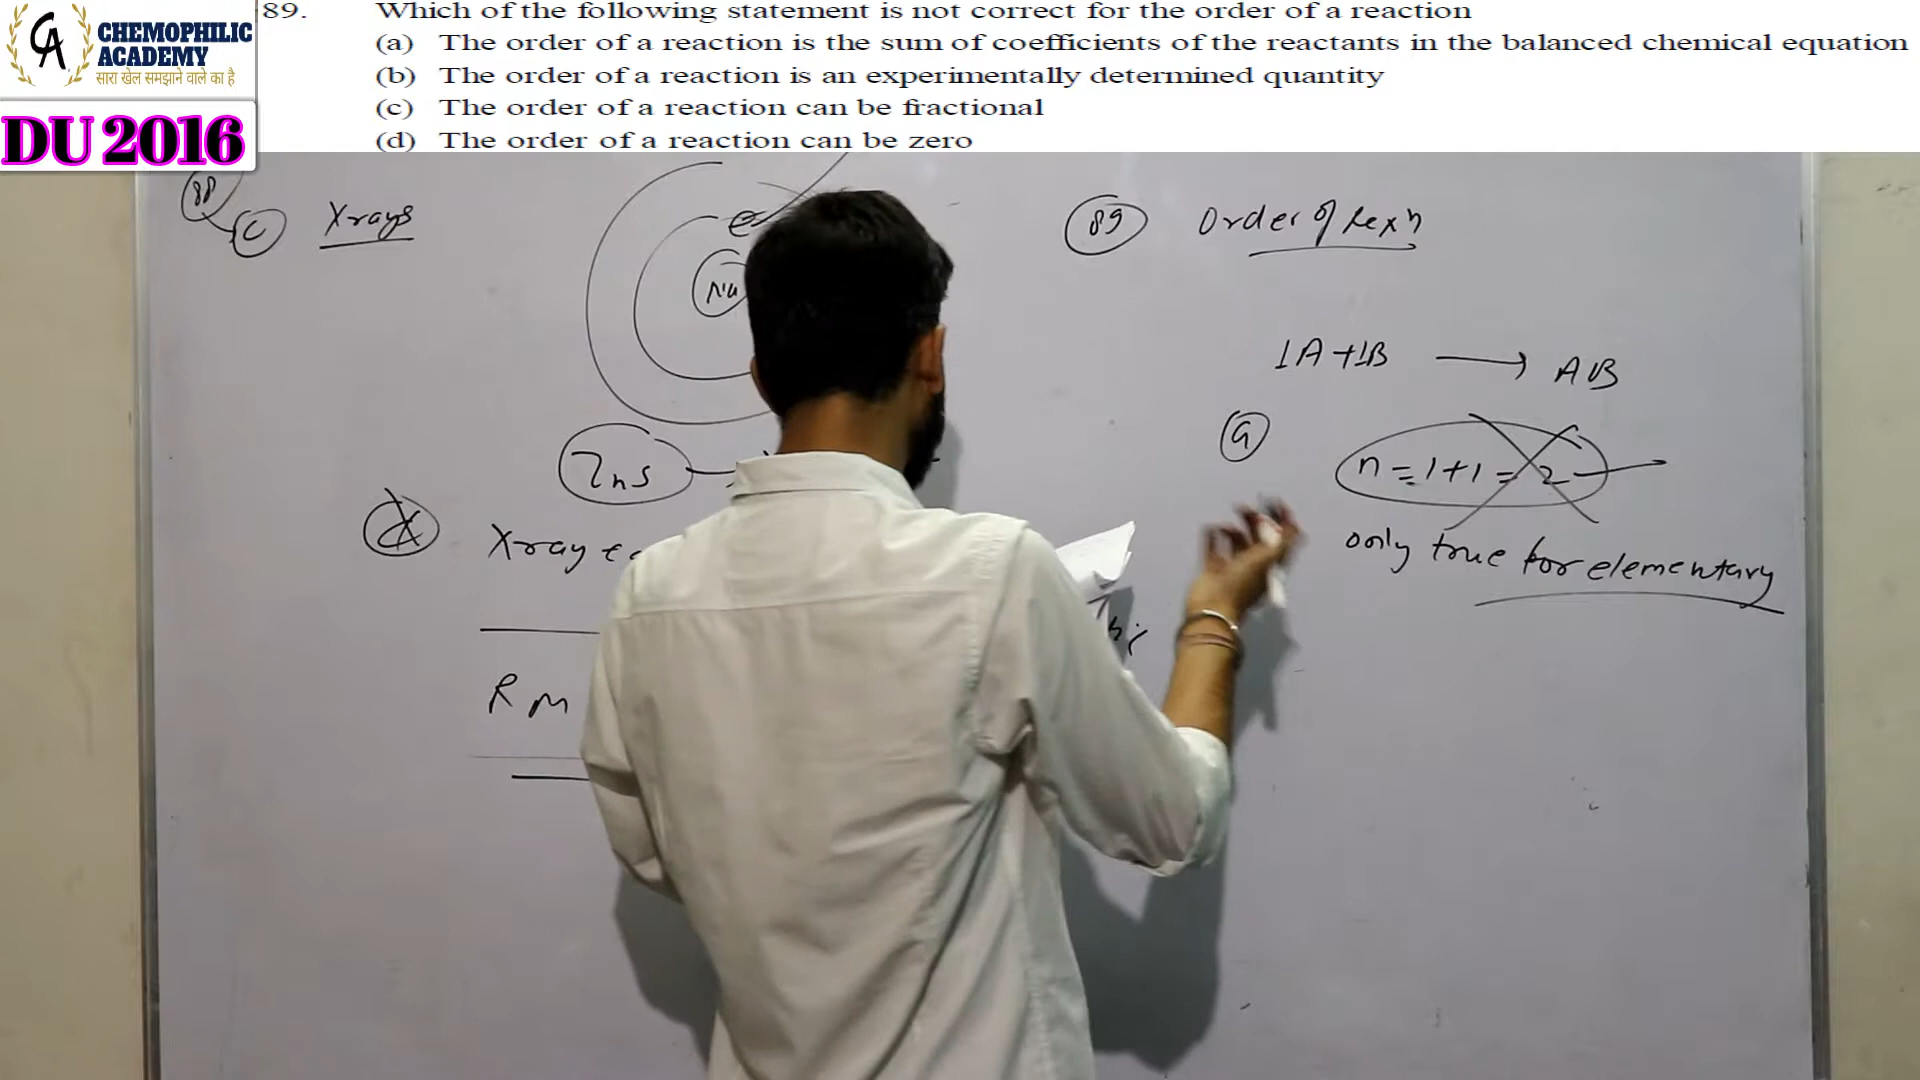 CHEMOPHILIC
ACADEMY
सारा खेल समझाने वाले का है
DU 2016
89. Which of the following statement is not correct for the order of a reaction
(a) The order of a reaction is the sum of coefficients of the reactants in the balanced chemical equation
(b) The order of a reaction is an experimentally determined quantity
(c) The order of a reaction can be fractional
(d) The order of a reaction can be zero
88
C X rays
e
Nu
ZnS
X ray
RM
89 Order of rexn
1A + 1B → AB
a
n = 1+1 = 2
only true for elementary